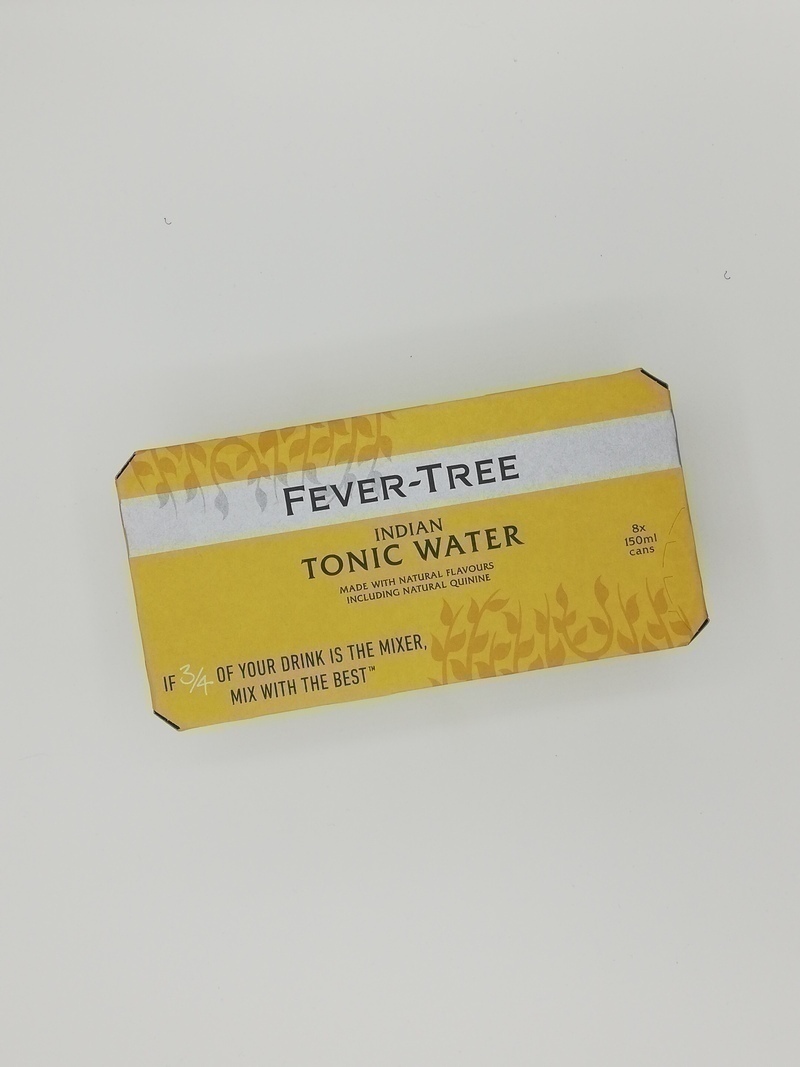 FEVER-TREE
INDIAN
TONIC WATER
MADE WITH NATURAL FLAVOURS
INCLUDING NATURAL QUININE
8x
150ml
cans
IF 3/4 OF YOUR DRINK IS THE MIXER,
MIX WITH THE BEST™